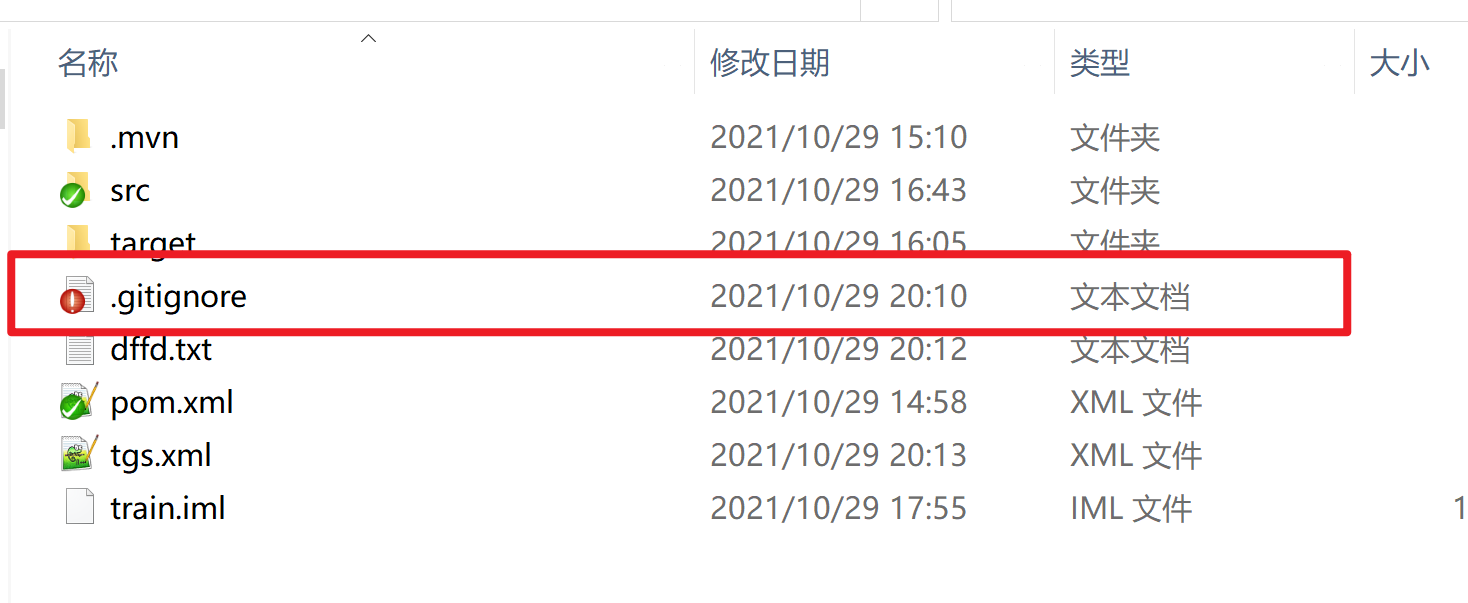 名称 修改日期 类型 大小
.mvn 2021/10/29 15:10 文件夹
src 2021/10/29 16:43 文件夹
target 2021/10/29 16:05 文件夹
.gitignore 2021/10/29 20:10 文本文档
dffd.txt 2021/10/29 20:12 文本文档
pom.xml 2021/10/29 14:58 XML 文件
tgs.xml 2021/10/29 20:13 XML 文件
train.iml 2021/10/29 17:55 IML 文件 1